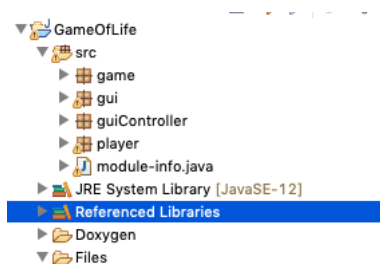 GameOfLife
src
game
gui
guiController
player
module-info.java
JRE System Library [JavaSE-12]
Referenced Libraries
Doxygen
Files